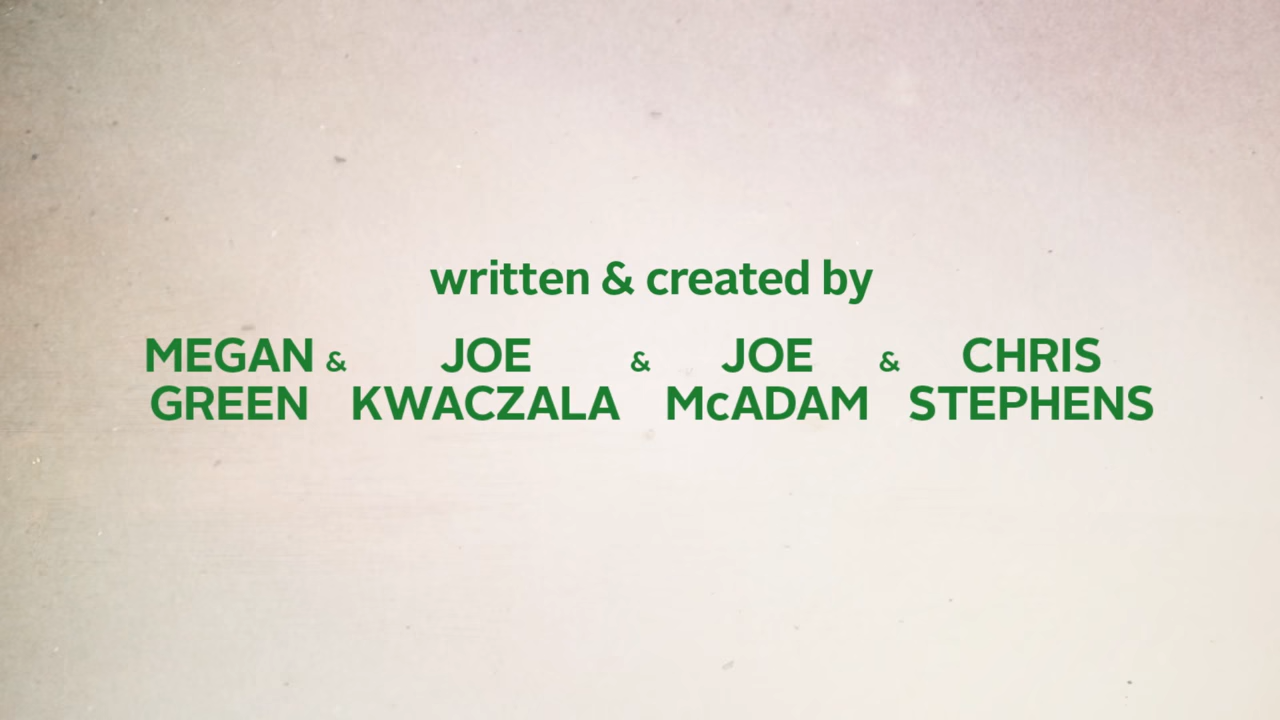 written & created by
MEGAN & JOE & JOE & CHRIS
GREEN KWACZALA McADAM STEPHENS